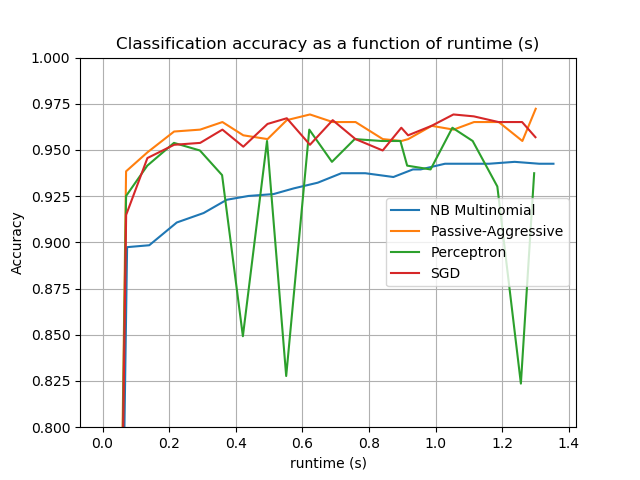 Classification accuracy as a function of runtime (s)
1.000
0.975
0.950
0.925
0.900
0.875
0.850
0.825
0.800
Accuracy
NB Multinomial
Passive-Aggressive
Perceptron
SGD
0.0 0.2 0.4 0.6 0.8 1.0 1.2 1.4
runtime (s)